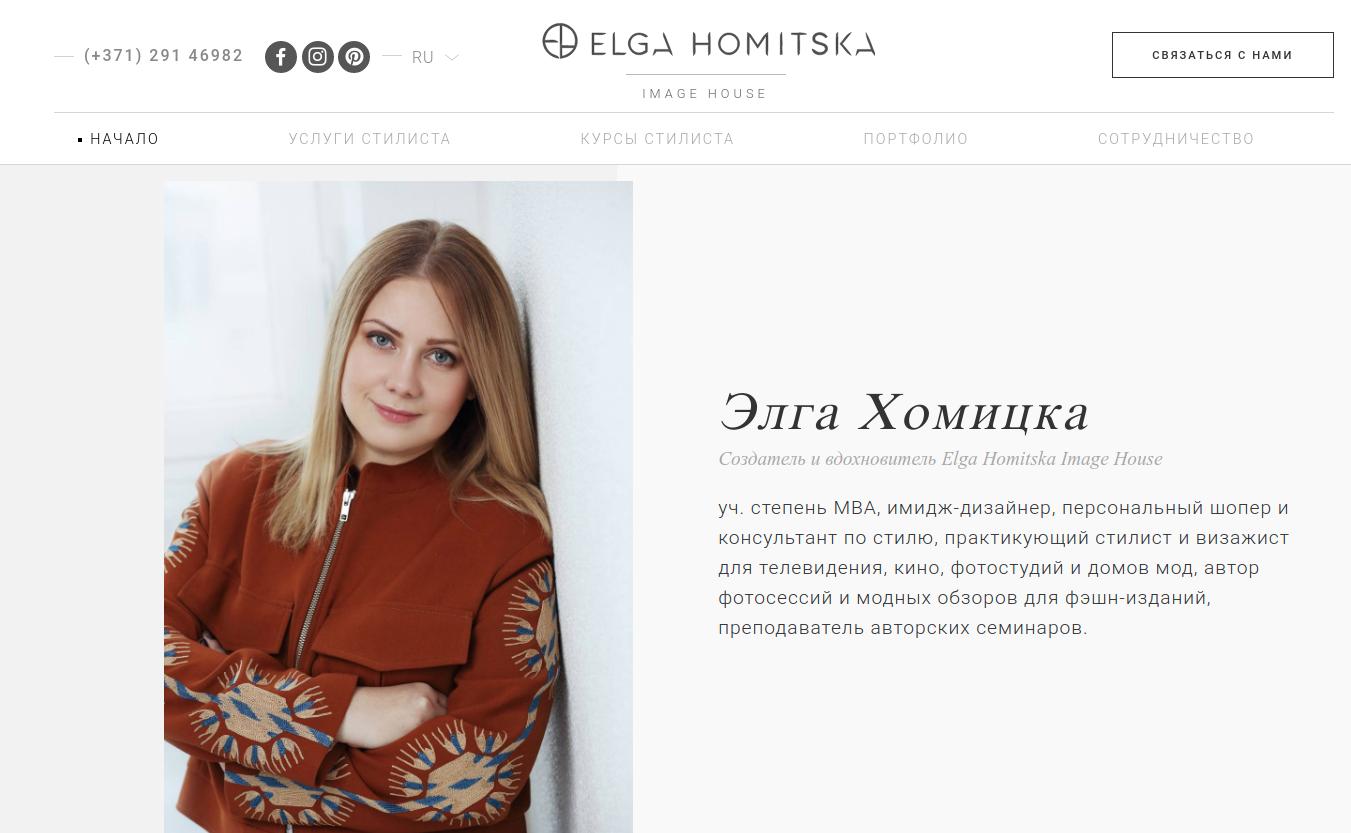 (+371) 291 46982
RU
ELGA HOMITSKA
IMAGE HOUSE
СВЯЗАТЬСЯ С НАМИ
НАЧАЛО
УСЛУГИ СТИЛИСТА
КУРСЫ СТИЛИСТА
ПОРТФОЛИО
СОТРУДНИЧЕСТВО
Элга Хомицка
Создатель и вдохновитель Elga Homitska Image House
уч. степень МВА, имидж-дизайнер, персональный шопер и
консультант по стилю, практикующий стилист и визажист
для телевидения, кино, фотостудий и домов мод, автор
фотосессий и модных обзоров для фэшн-изданий,
преподаватель авторских семинаров.